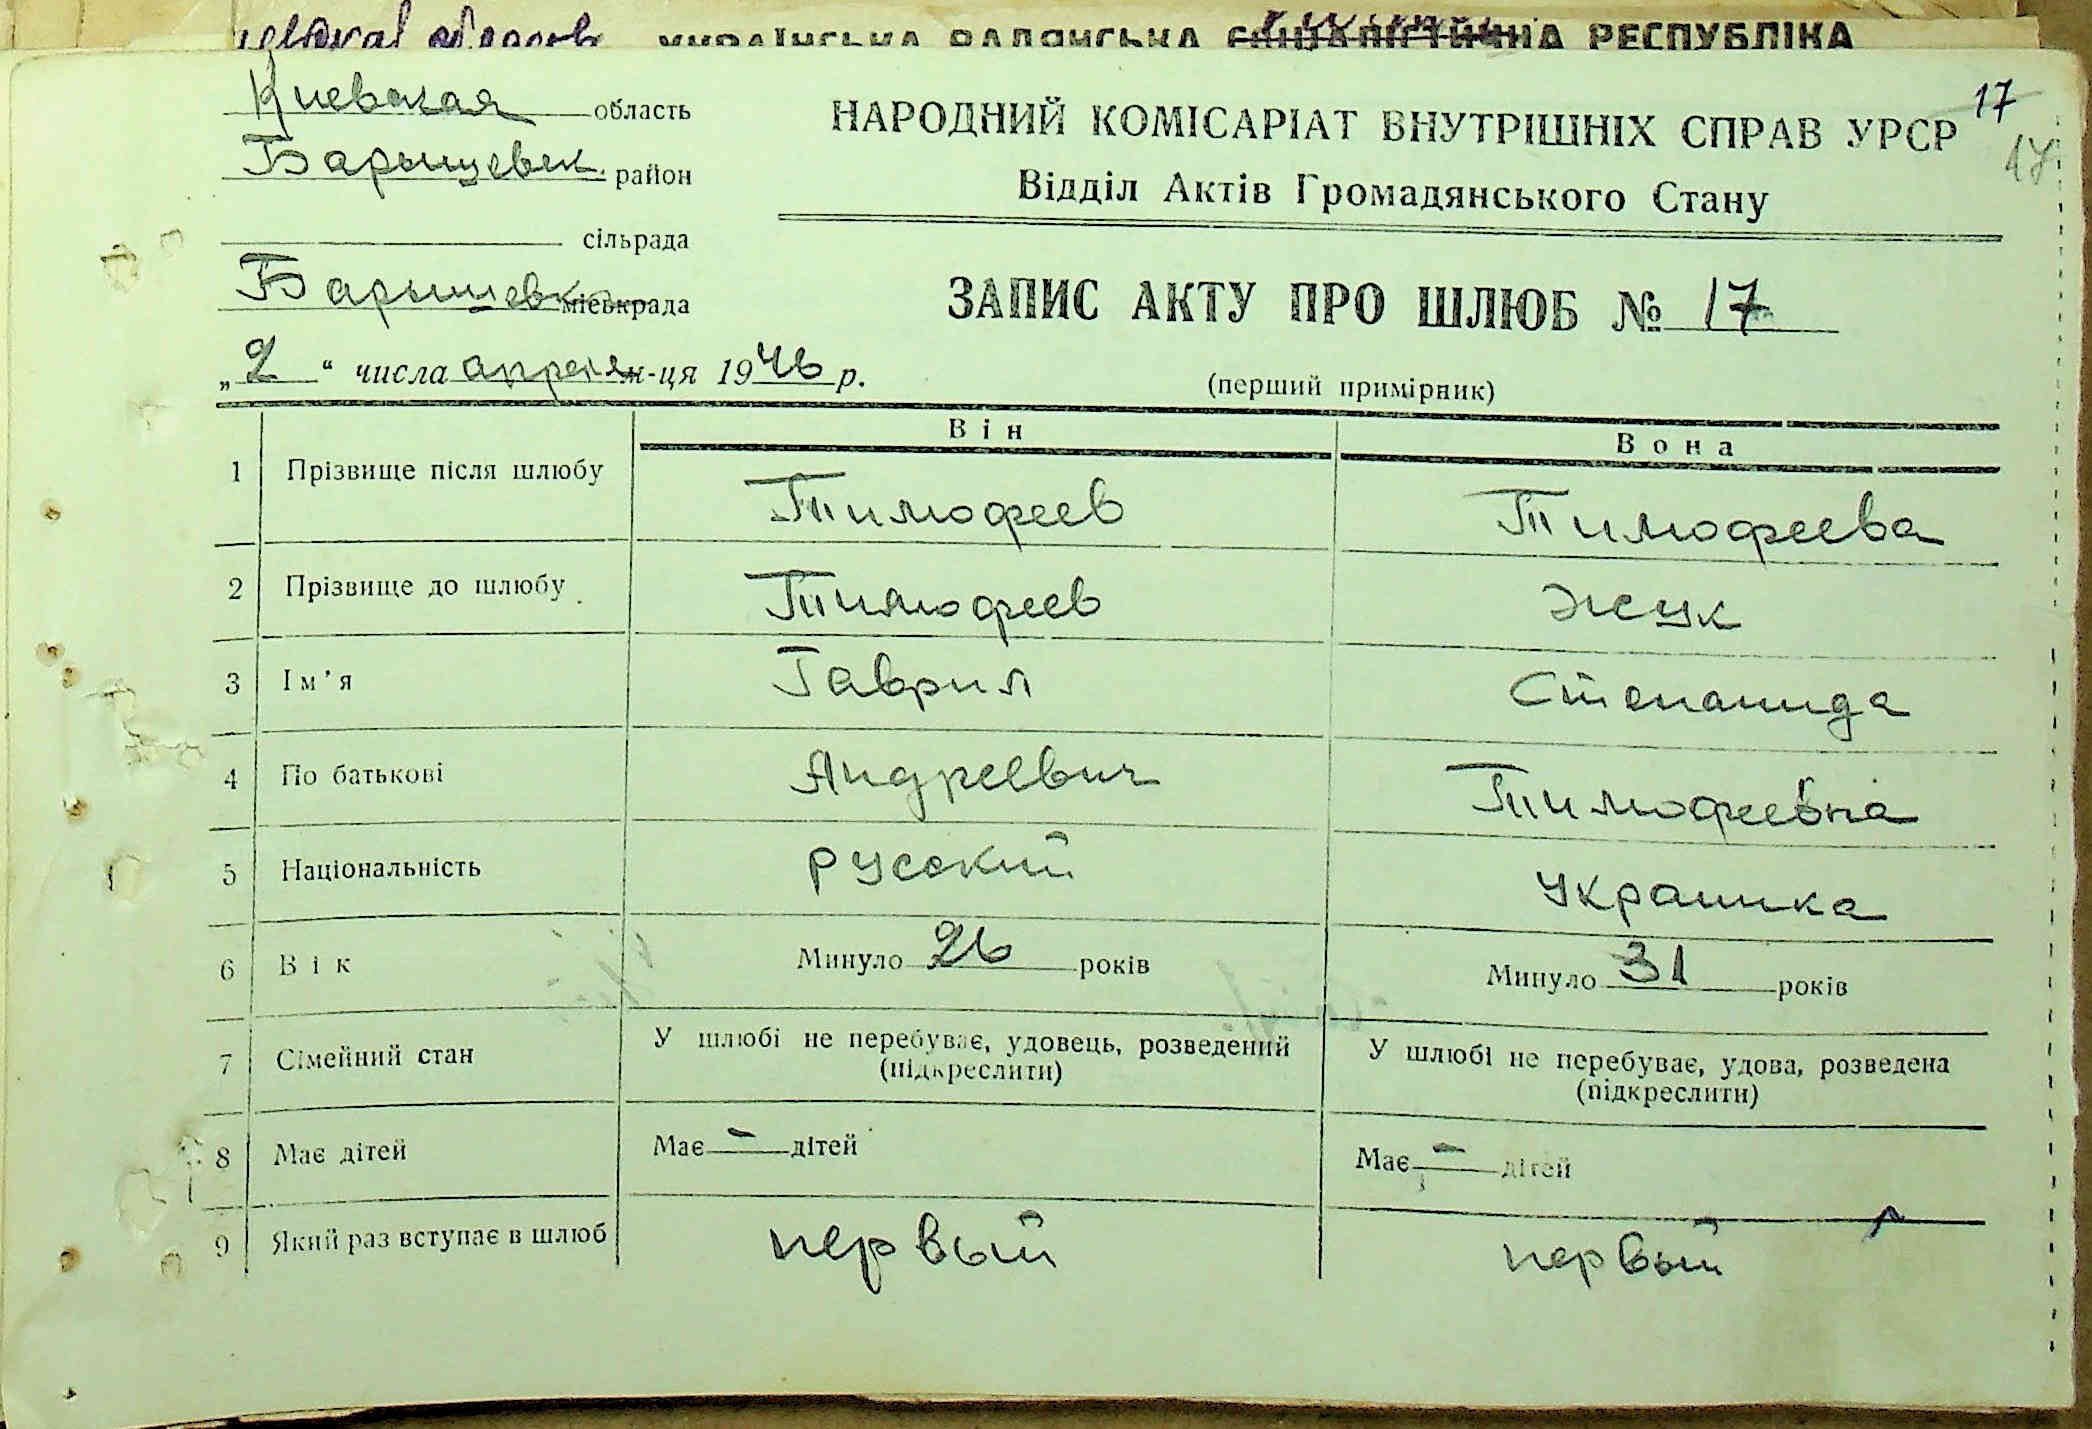 УКРАЇНСЬКА РАДЯНСЬКА СОЦІАЛІСТИЧНА РЕСПУБЛІКА
17
Киевская область
НАРОДНИЙ КОМІСАРІАТ ВНУТРІШНІХ СПРАВ УРСР
17
Барышевск. район
Відділ Актів Громадянського Стану
сільрада
Барышевка міськрада
ЗАПИС АКТУ ПРО ШЛЮБ № 17
„2“ числа апреля м-ця 1946 р.
(перший примірник)
Він Вона
1 Прізвище після шлюбу Тимофеев Тимофеева
2 Прізвище до шлюбу Тимофеев Жук
3 Ім’я Гаврил Степанида
4 По батькові Андреевич Тимофеевна
5 Національність русский украинка
6 Вік Минуло 26 років Минуло 31 років
7 Сімейний стан У шлюбі не перебуває, удовець, розведений У шлюбі не перебуває, удова, розведена
(підкреслити) (підкреслити)
8 Має дітей Має – дітей Має – дітей
9 Який раз вступає в шлюб первый первый